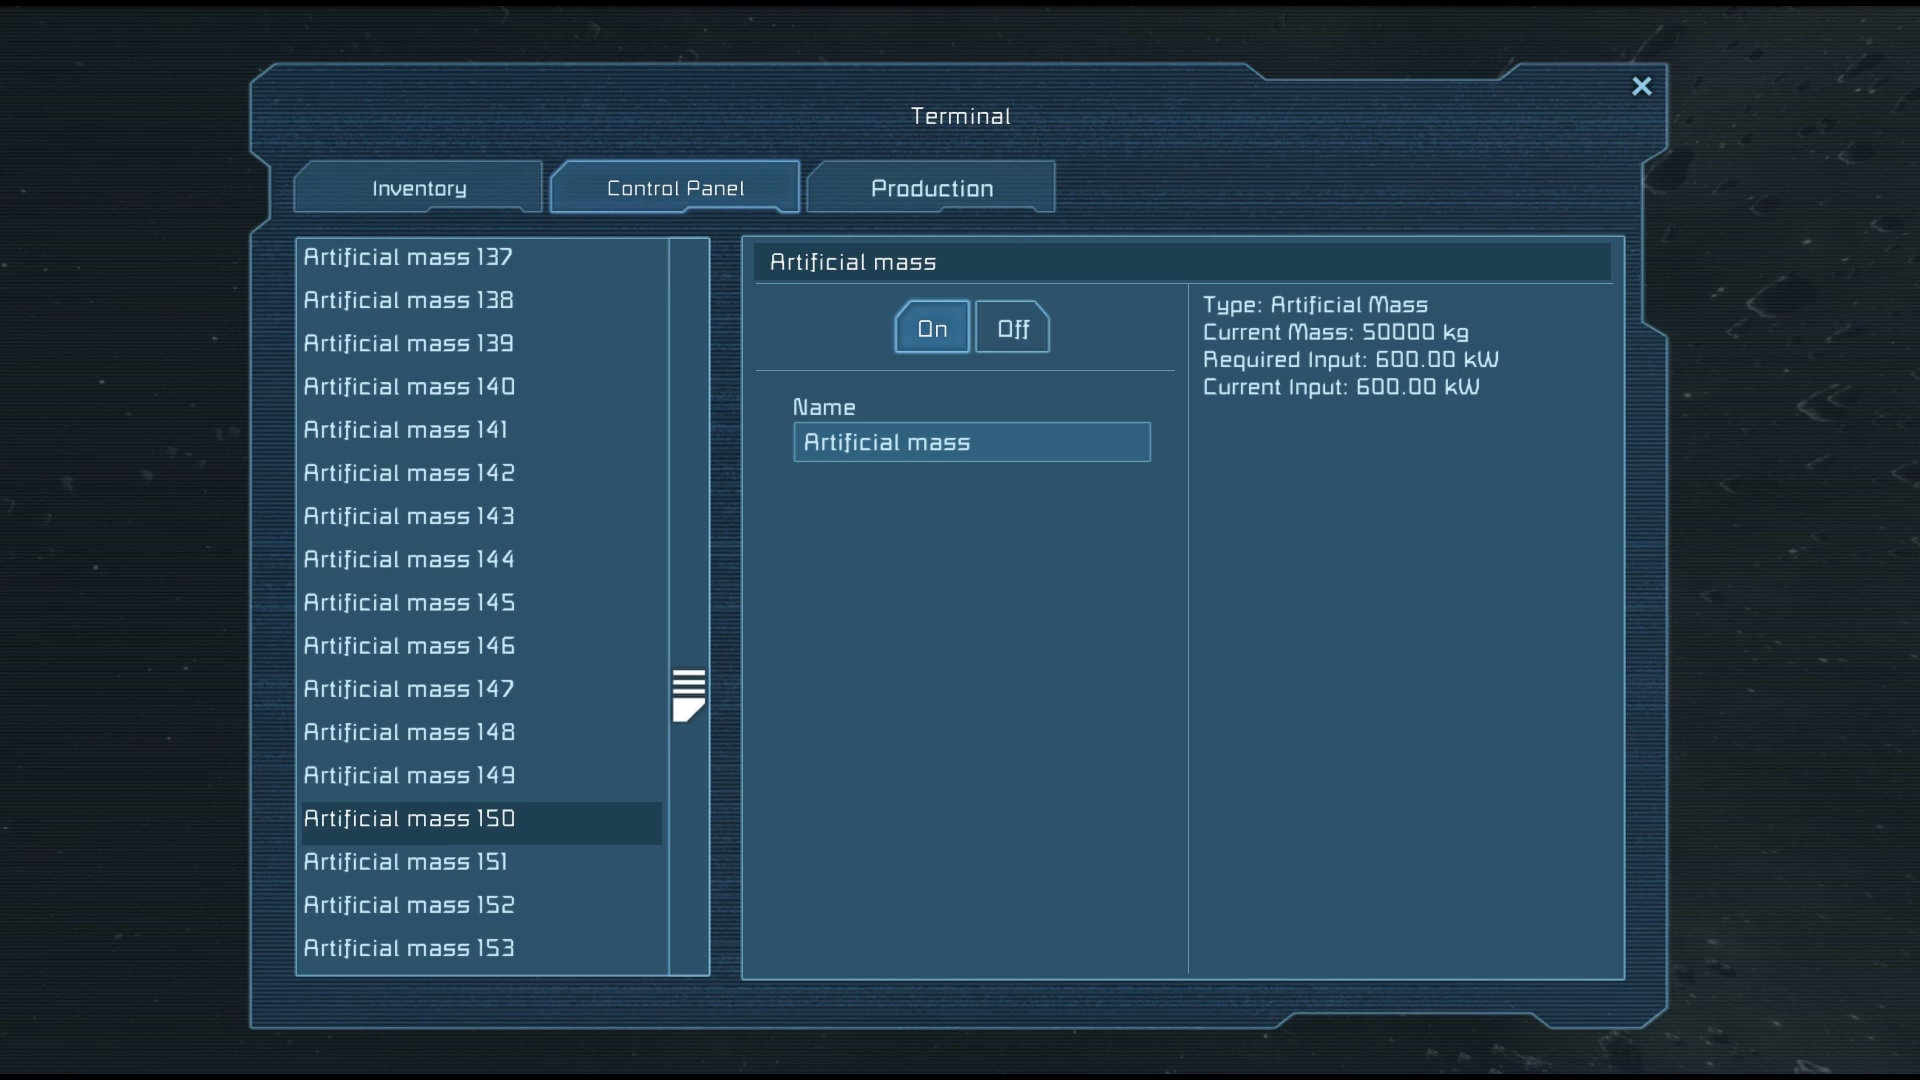 Terminal
Inventory
Control Panel
Production
Artificial mass 137
Artificial mass 138
Artificial mass 139
Artificial mass 140
Artificial mass 141
Artificial mass 142
Artificial mass 143
Artificial mass 144
Artificial mass 145
Artificial mass 146
Artificial mass 147
Artificial mass 148
Artificial mass 149
Artificial mass 150
Artificial mass 151
Artificial mass 152
Artificial mass 153
Artificial mass
On
Off
Name
Artificial mass
Type: Artificial Mass
Current Mass: 50000 kg
Required Input: 600.00 kW
Current Input: 600.00 kW